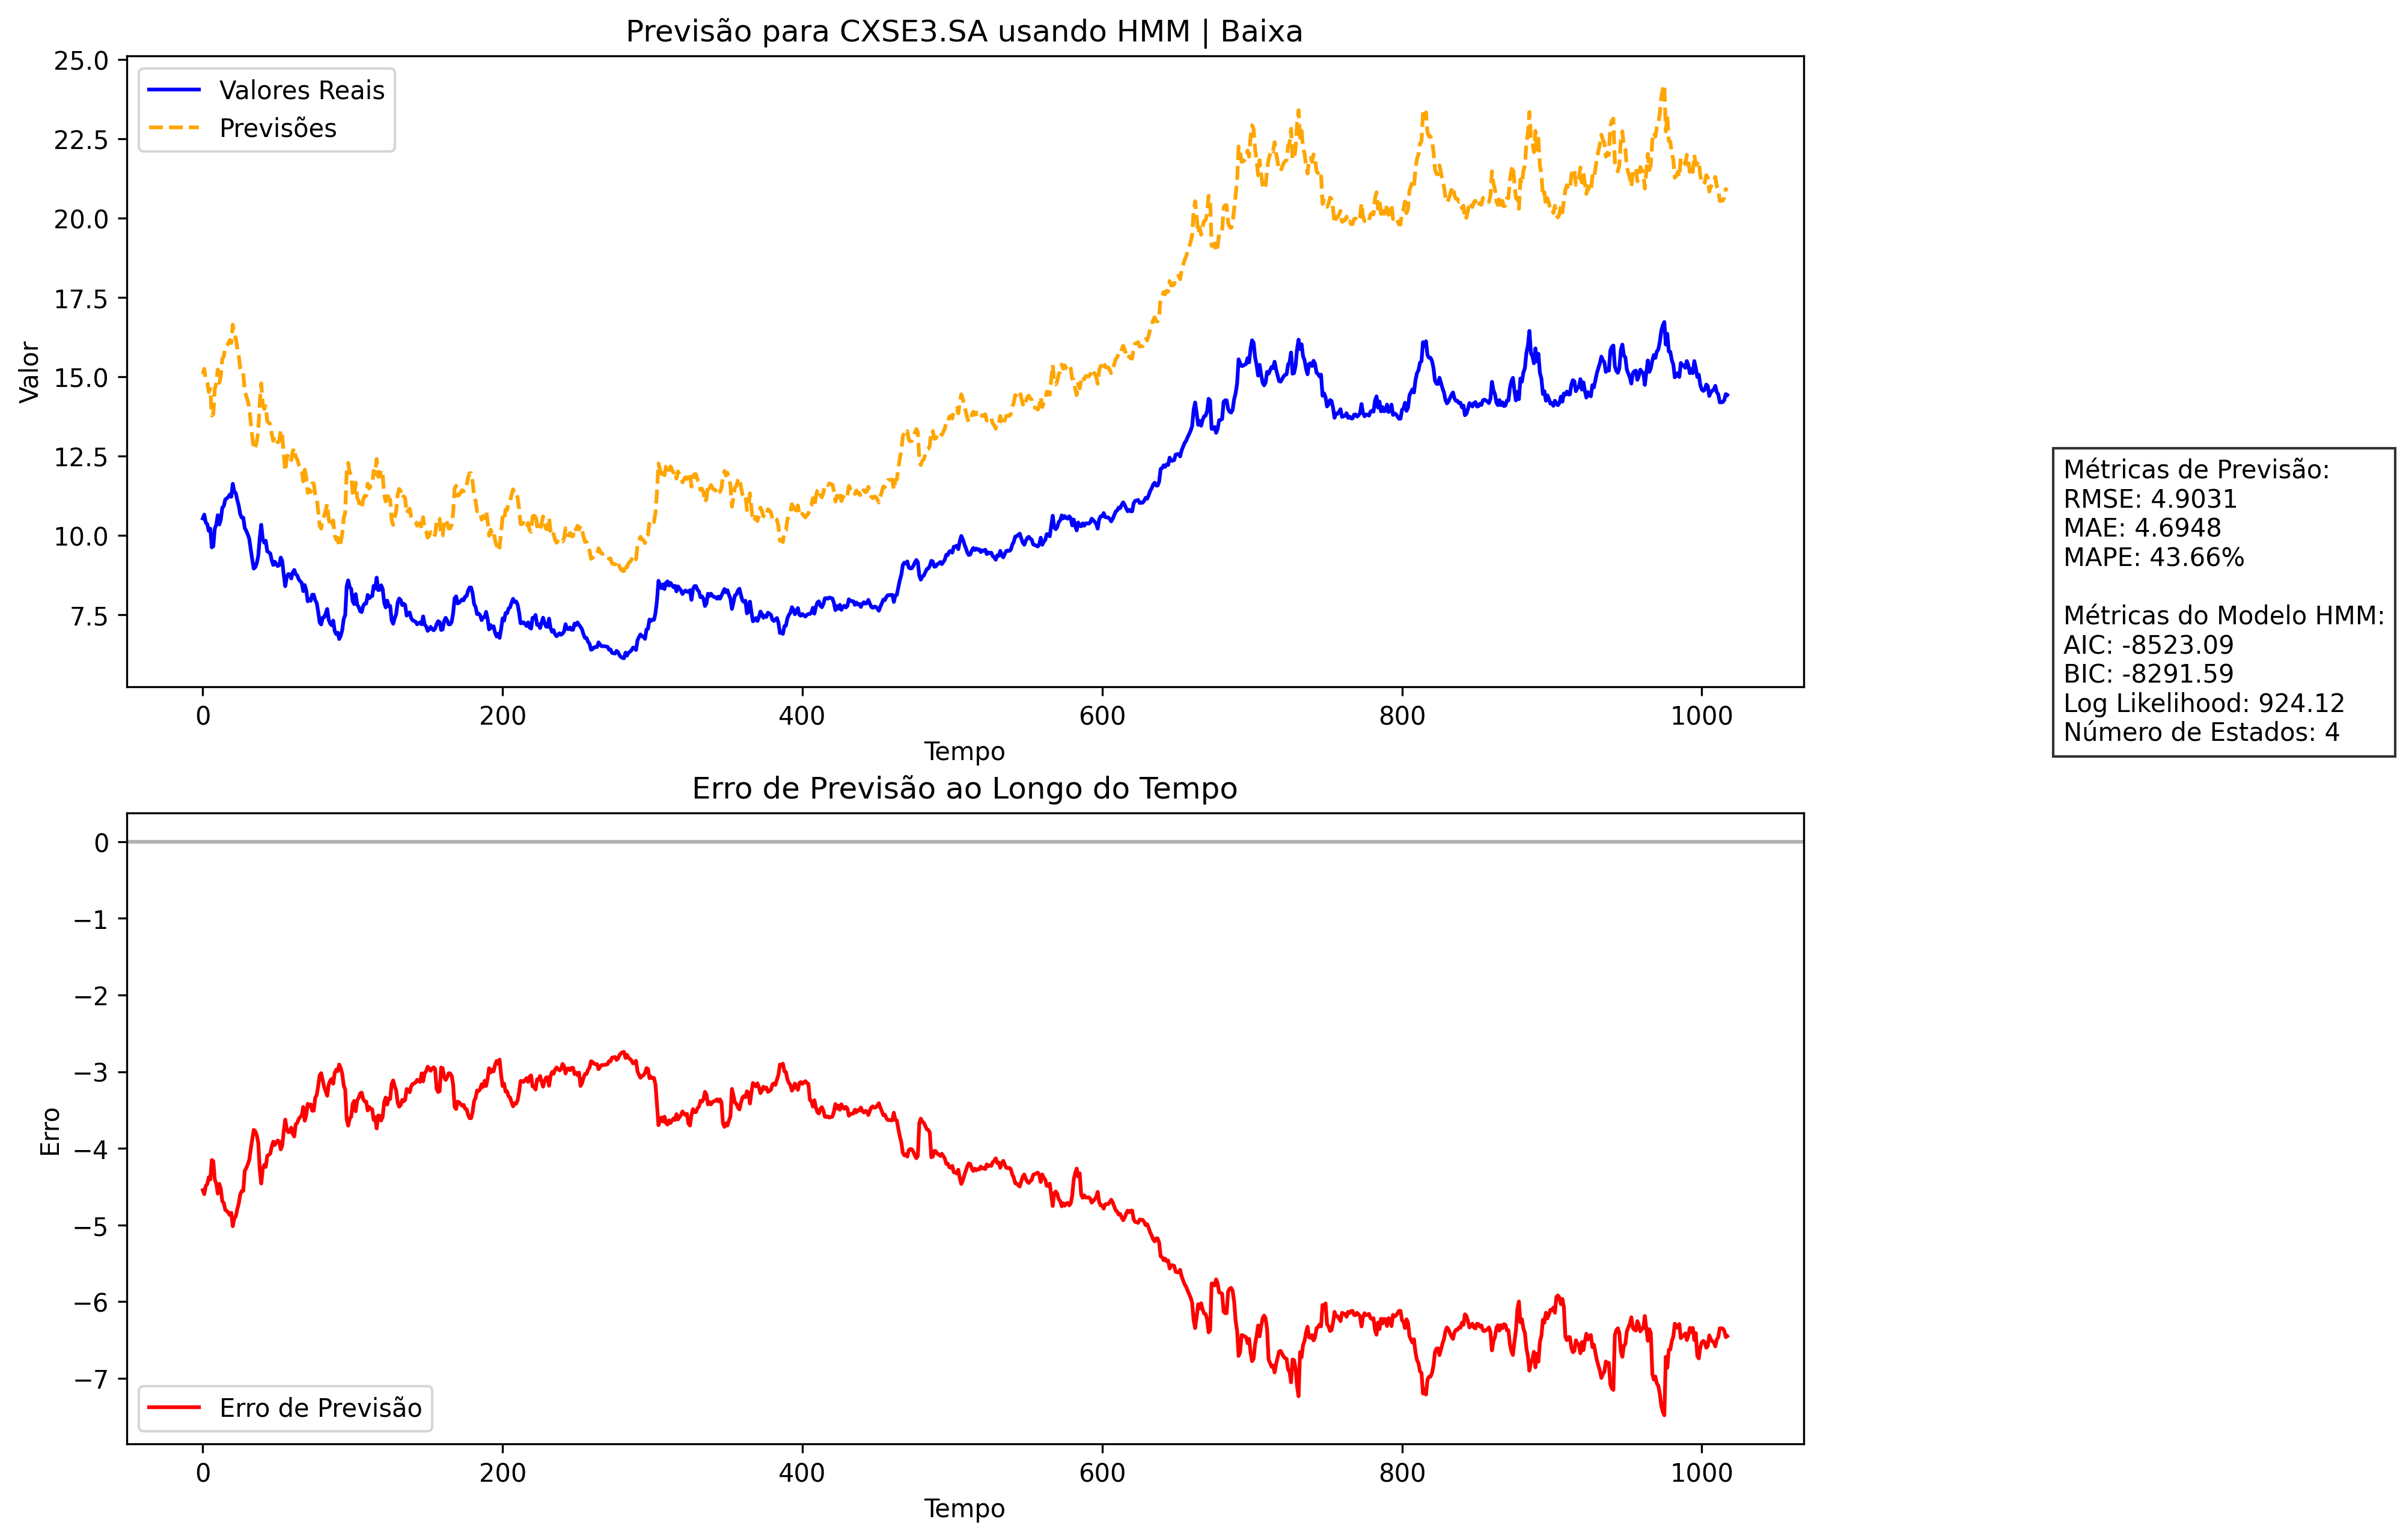 Previsão para CXSE3.SA usando HMM | Baixa
25.0
22.5
20.0
17.5
15.0
12.5
10.0
7.5
Valor
Valores Reais
Previsões
0 200 400 600 800 1000
Tempo
Métricas de Previsão:
RMSE: 4.9031
MAE: 4.6948
MAPE: 43.66%
Métricas do Modelo HMM:
AIC: -8523.09
BIC: -8291.59
Log Likelihood: 924.12
Número de Estados: 4
Erro de Previsão ao Longo do Tempo
0
−1
−2
−3
−4
−5
−6
−7
Erro
Erro de Previsão
0 200 400 600 800 1000
Tempo